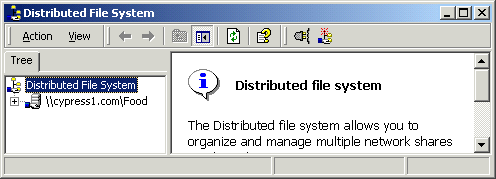 Distributed File System
Action View
Tree
Distributed File System
\\cypress1.com\Food
Distributed file system
The Distributed file system allows you to
organize and manage multiple network shares